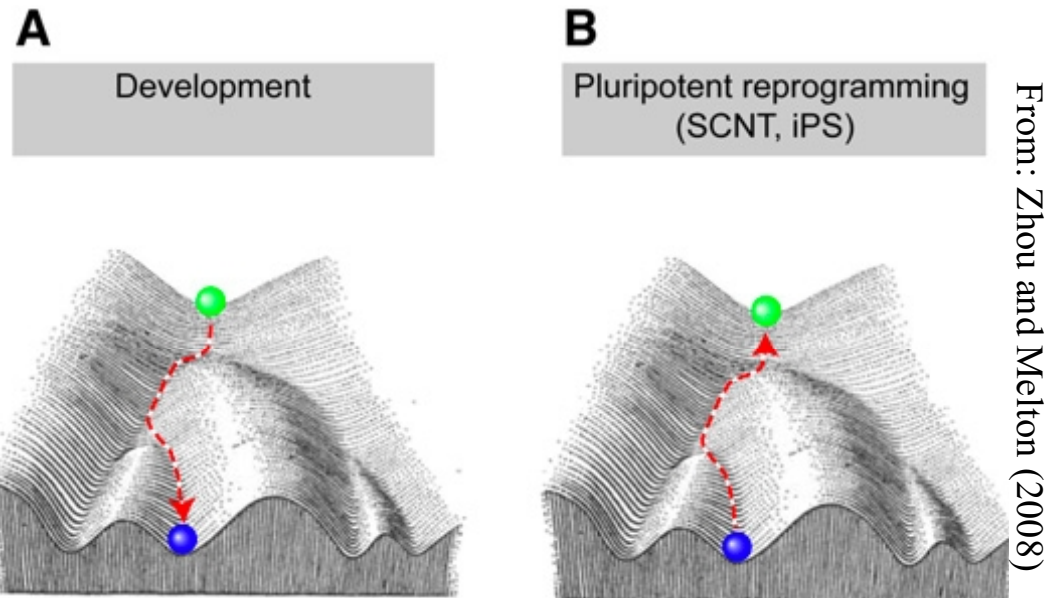 A
Development
B
Pluripotent reprogramming
(SCNT, iPS)
From: Zhou and Melton (2008)